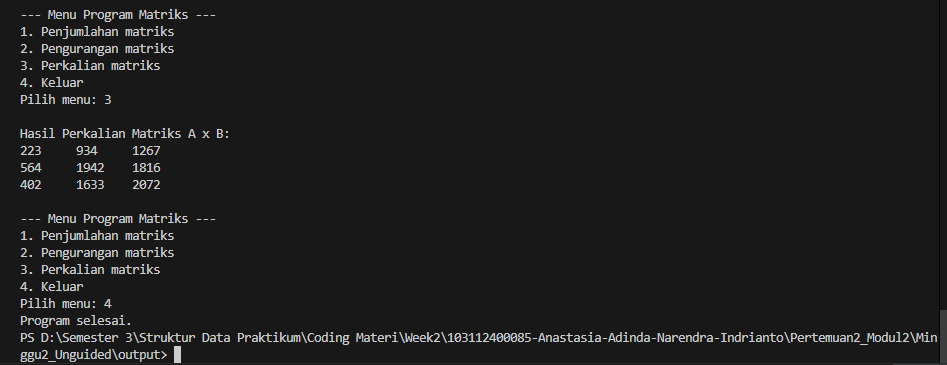 --- Menu Program Matriks ---
1. Penjumlahan matriks
2. Pengurangan matriks
3. Perkalian matriks
4. Keluar
Pilih menu: 3
Hasil Perkalian Matriks A x B:
223 934 1267
564 1942 1816
402 1633 2072
--- Menu Program Matriks ---
1. Penjumlahan matriks
2. Pengurangan matriks
3. Perkalian matriks
4. Keluar
Pilih menu: 4
Program selesai.
PS D:\Semester 3\Struktur Data Praktikum\Coding Materi\Week2\103112400085-Anastasia-Adinda-Narendra-Indrianto\Pertemuan2_Modul2\Min
ggu2_Unguided\output>